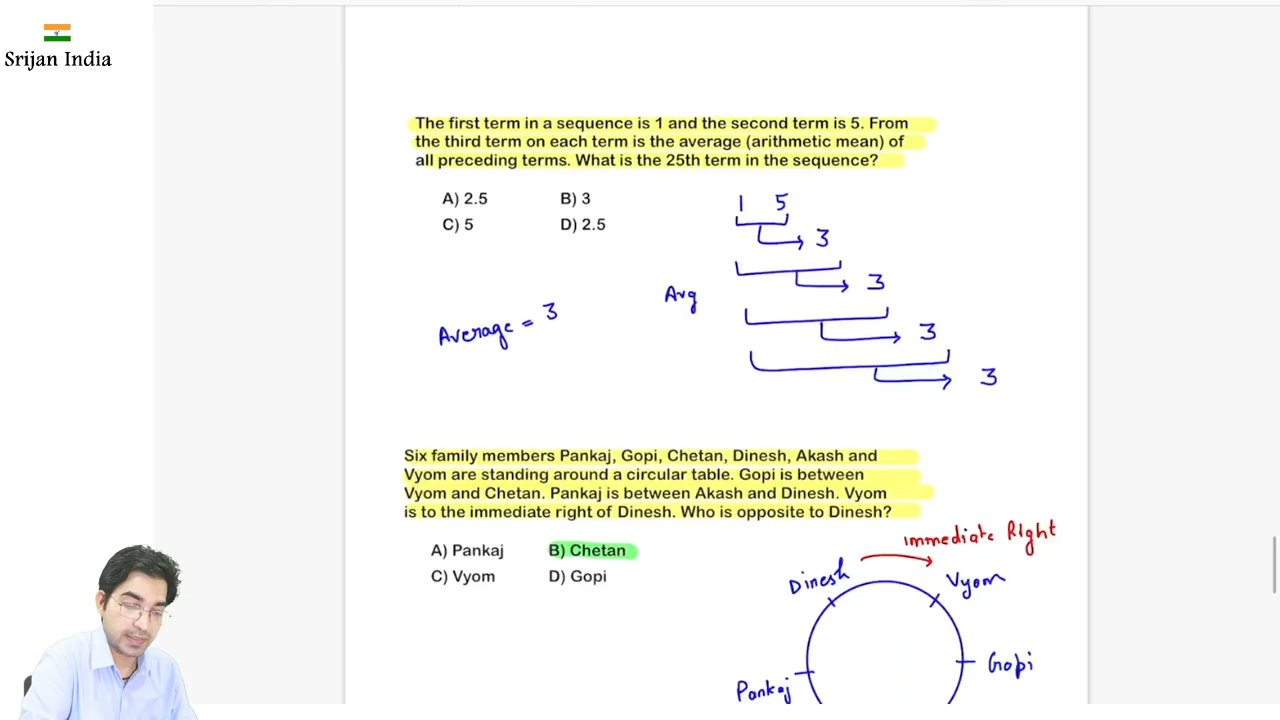 Srijan India
The first term in a sequence is 1 and the second term is 5. From
the third term on each term is the average (arithmetic mean) of
all preceding terms. What is the 25th term in the sequence?
A) 2.5 B) 3
C) 5 D) 2.5
1 5
3
3
Avg
3
Average = 3
3
Six family members Pankaj, Gopi, Chetan, Dinesh, Akash and
Vyom are standing around a circular table. Gopi is between
Vyom and Chetan. Pankaj is between Akash and Dinesh. Vyom
is to the immediate right of Dinesh. Who is opposite to Dinesh?
A) Pankaj B) Chetan
C) Vyom D) Gopi
immediate Right
Dinesh
Vyom
Gopi
Pankaj